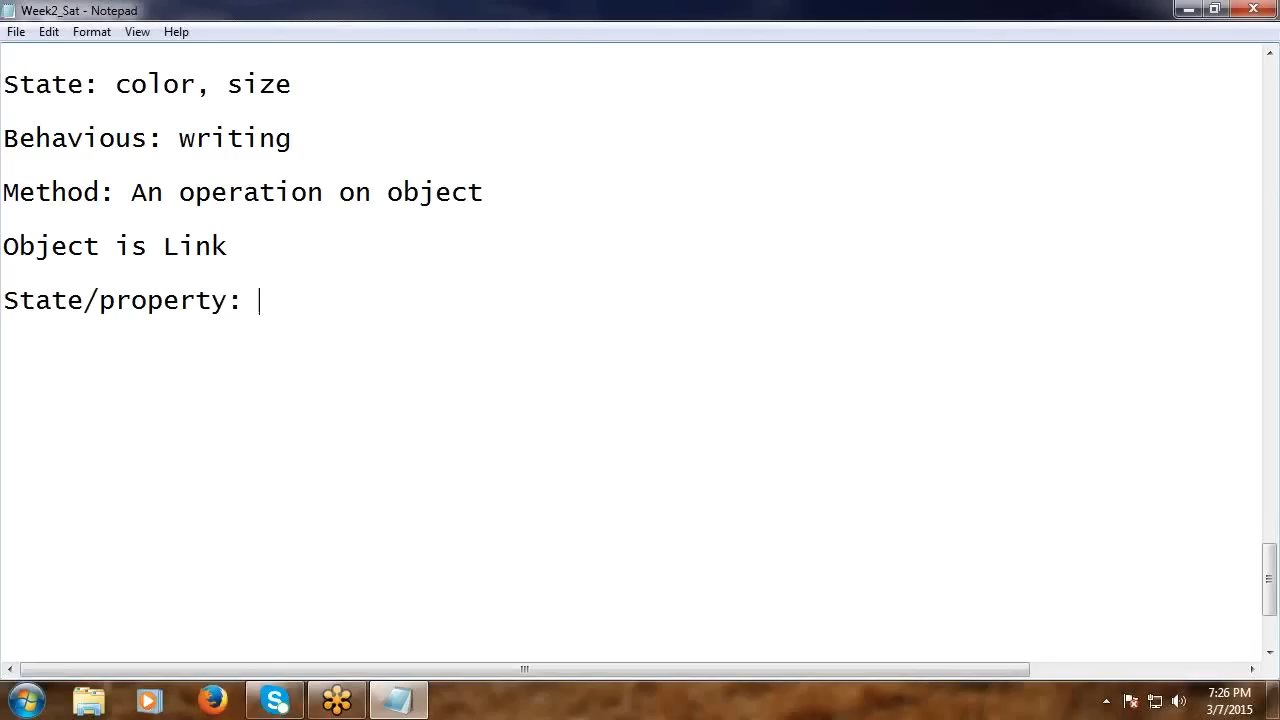 Week2_Sat - Notepad
File Edit Format View Help
State: color, size
Behavious: writing
Method: An operation on object
Object is Link
State/property:
7:26 PM
3/7/2015